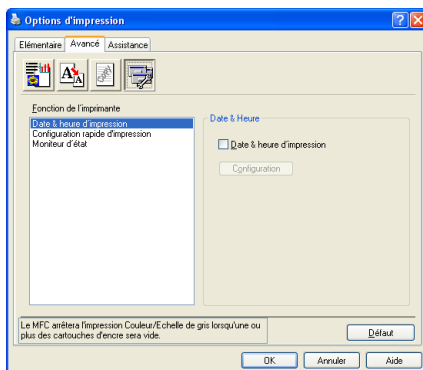 Options d'impression
Elémentaire Avancé Assistance
Fonction de l'imprimante
Date & heure d'impression
Configuration rapide d'impression
Moniteur d'état
Date & Heure
Date & heure d'impression
Configuration
Le MFC arrêtera l'impression Couleur/Echelle de gris lorsqu'une ou
plus des cartouches d'encre sera vide.
Défaut
OK Annuler Aide